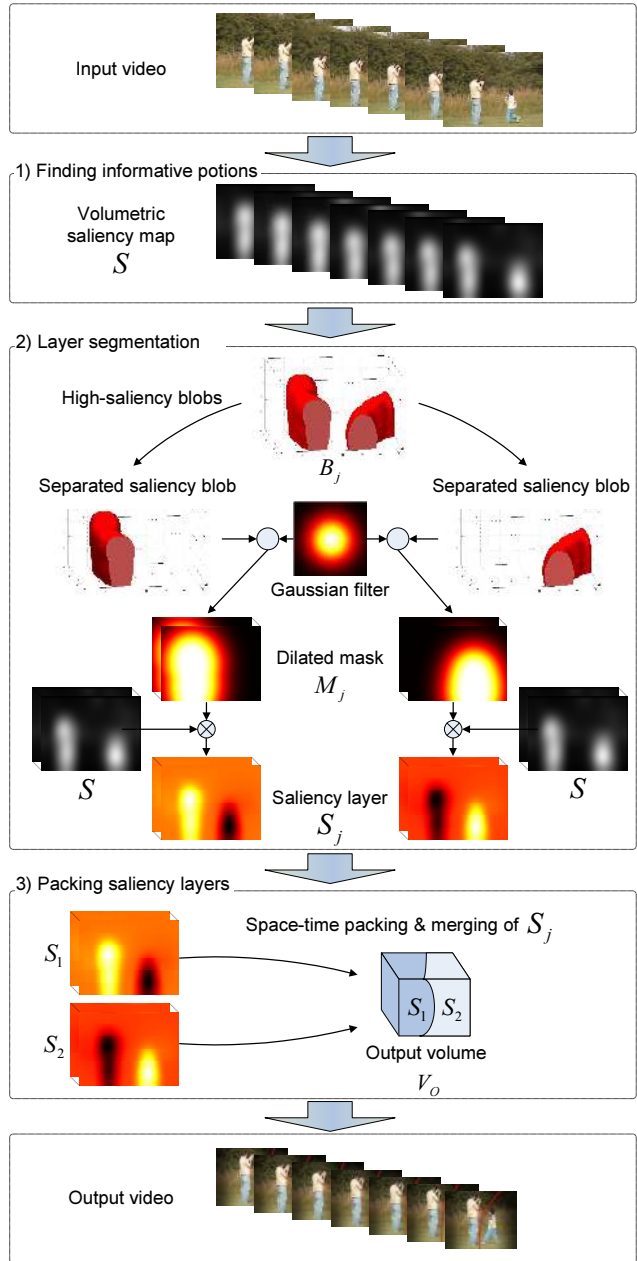 Input video
1) Finding informative potions
Volumetric
saliency map
S
2) Layer segmentation
High-saliency blobs
B_j
Separated saliency blob
Separated saliency blob
Gaussian filter
Dilated mask
M_j
S
S
Saliency layer
S_j
3) Packing saliency layers
Space-time packing & merging of S_j
S_1
S_1 S_2
S_2
Output volume
V_O
Output video